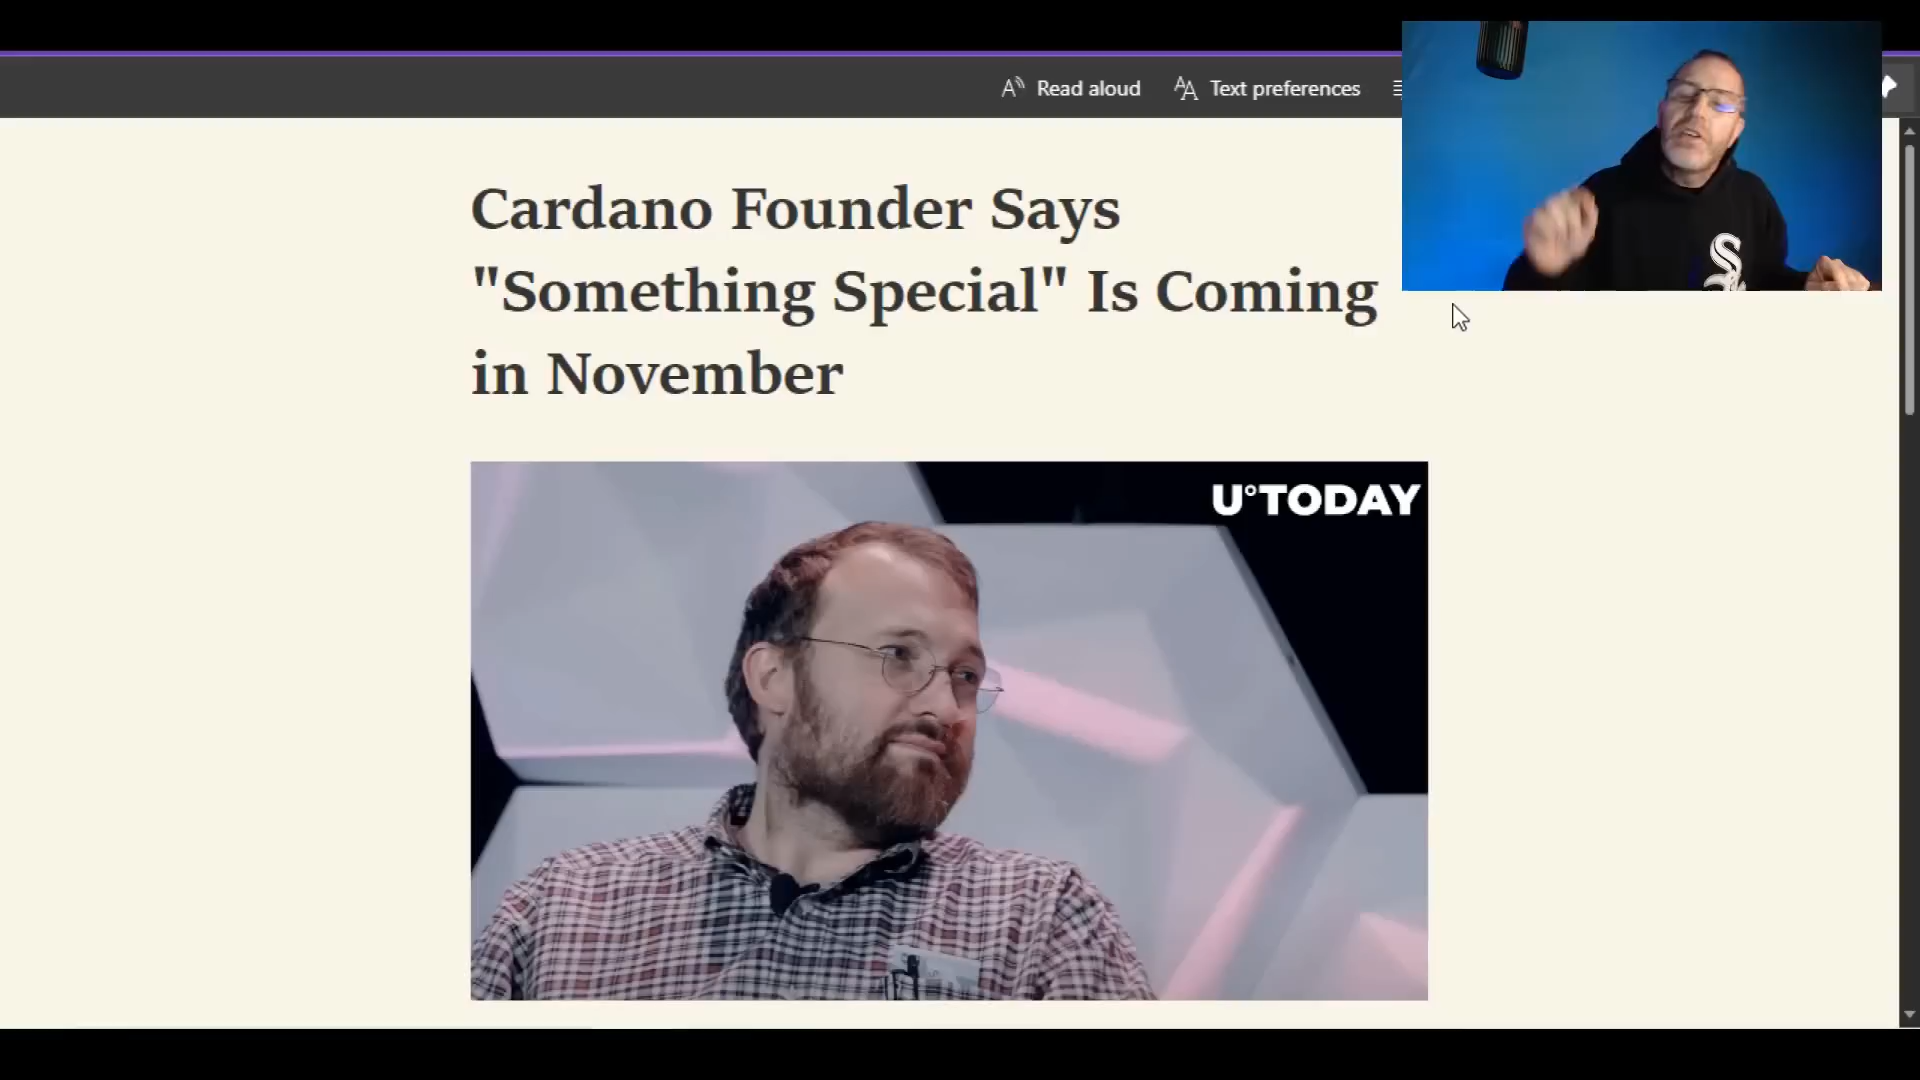 Read aloud
Text preferences
Cardano Founder Says
"Something Special" Is Coming
in November
U°TODAY